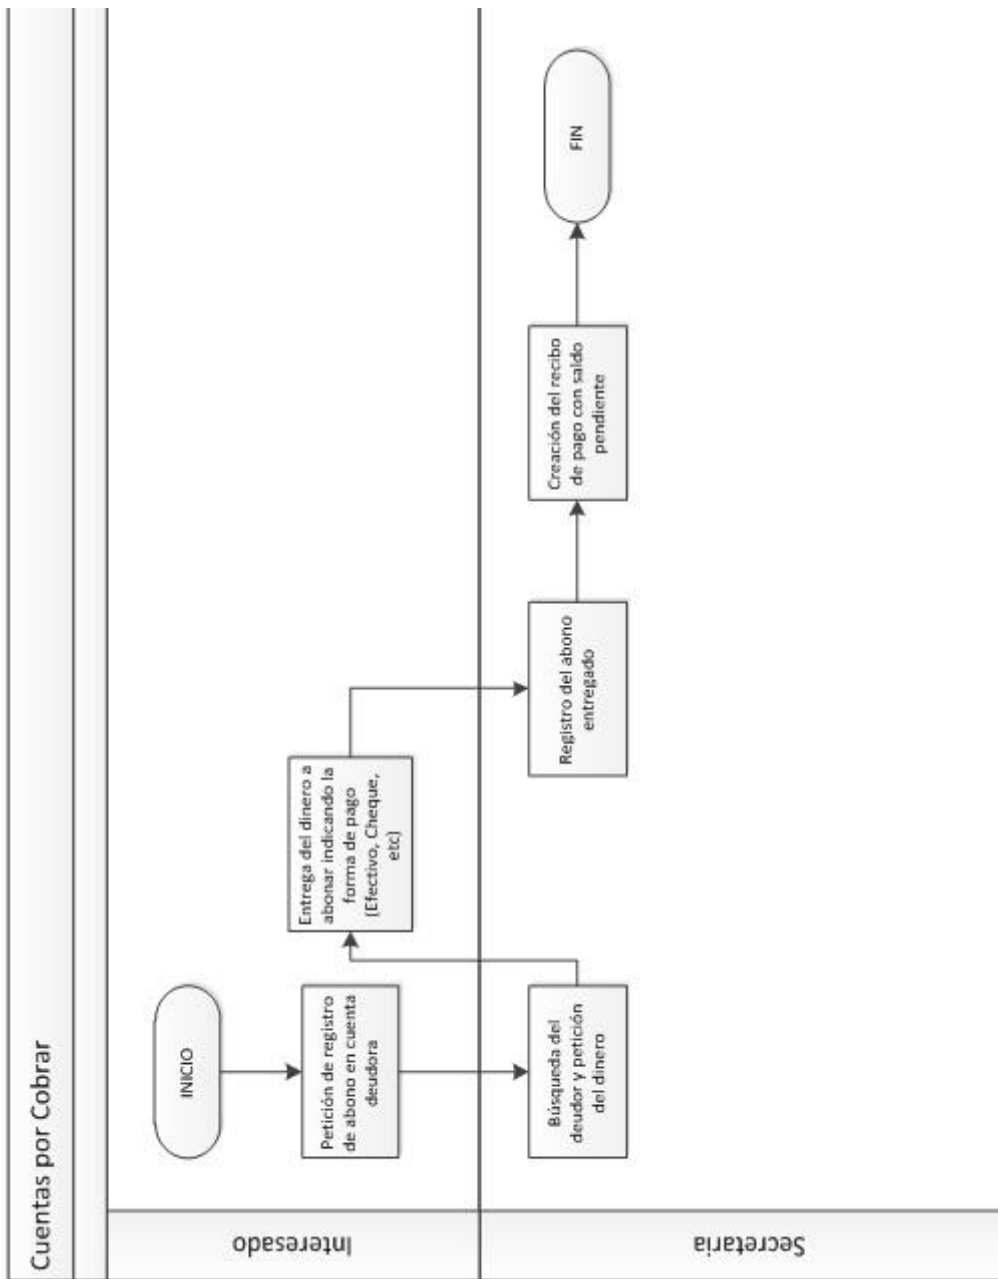 Cuentas por Cobrar
Interesado
INICIO
Petición de registro
de abono en cuenta
deudora
Entrega del dinero a
abonar indicando la
forma de pago
(Efectivo, Cheque,
etc)
Secretaria
Búsqueda del
deudor y petición
del dinero
Registro del abono
entregado
Creación del recibo
de pago con saldo
pendiente
FIN